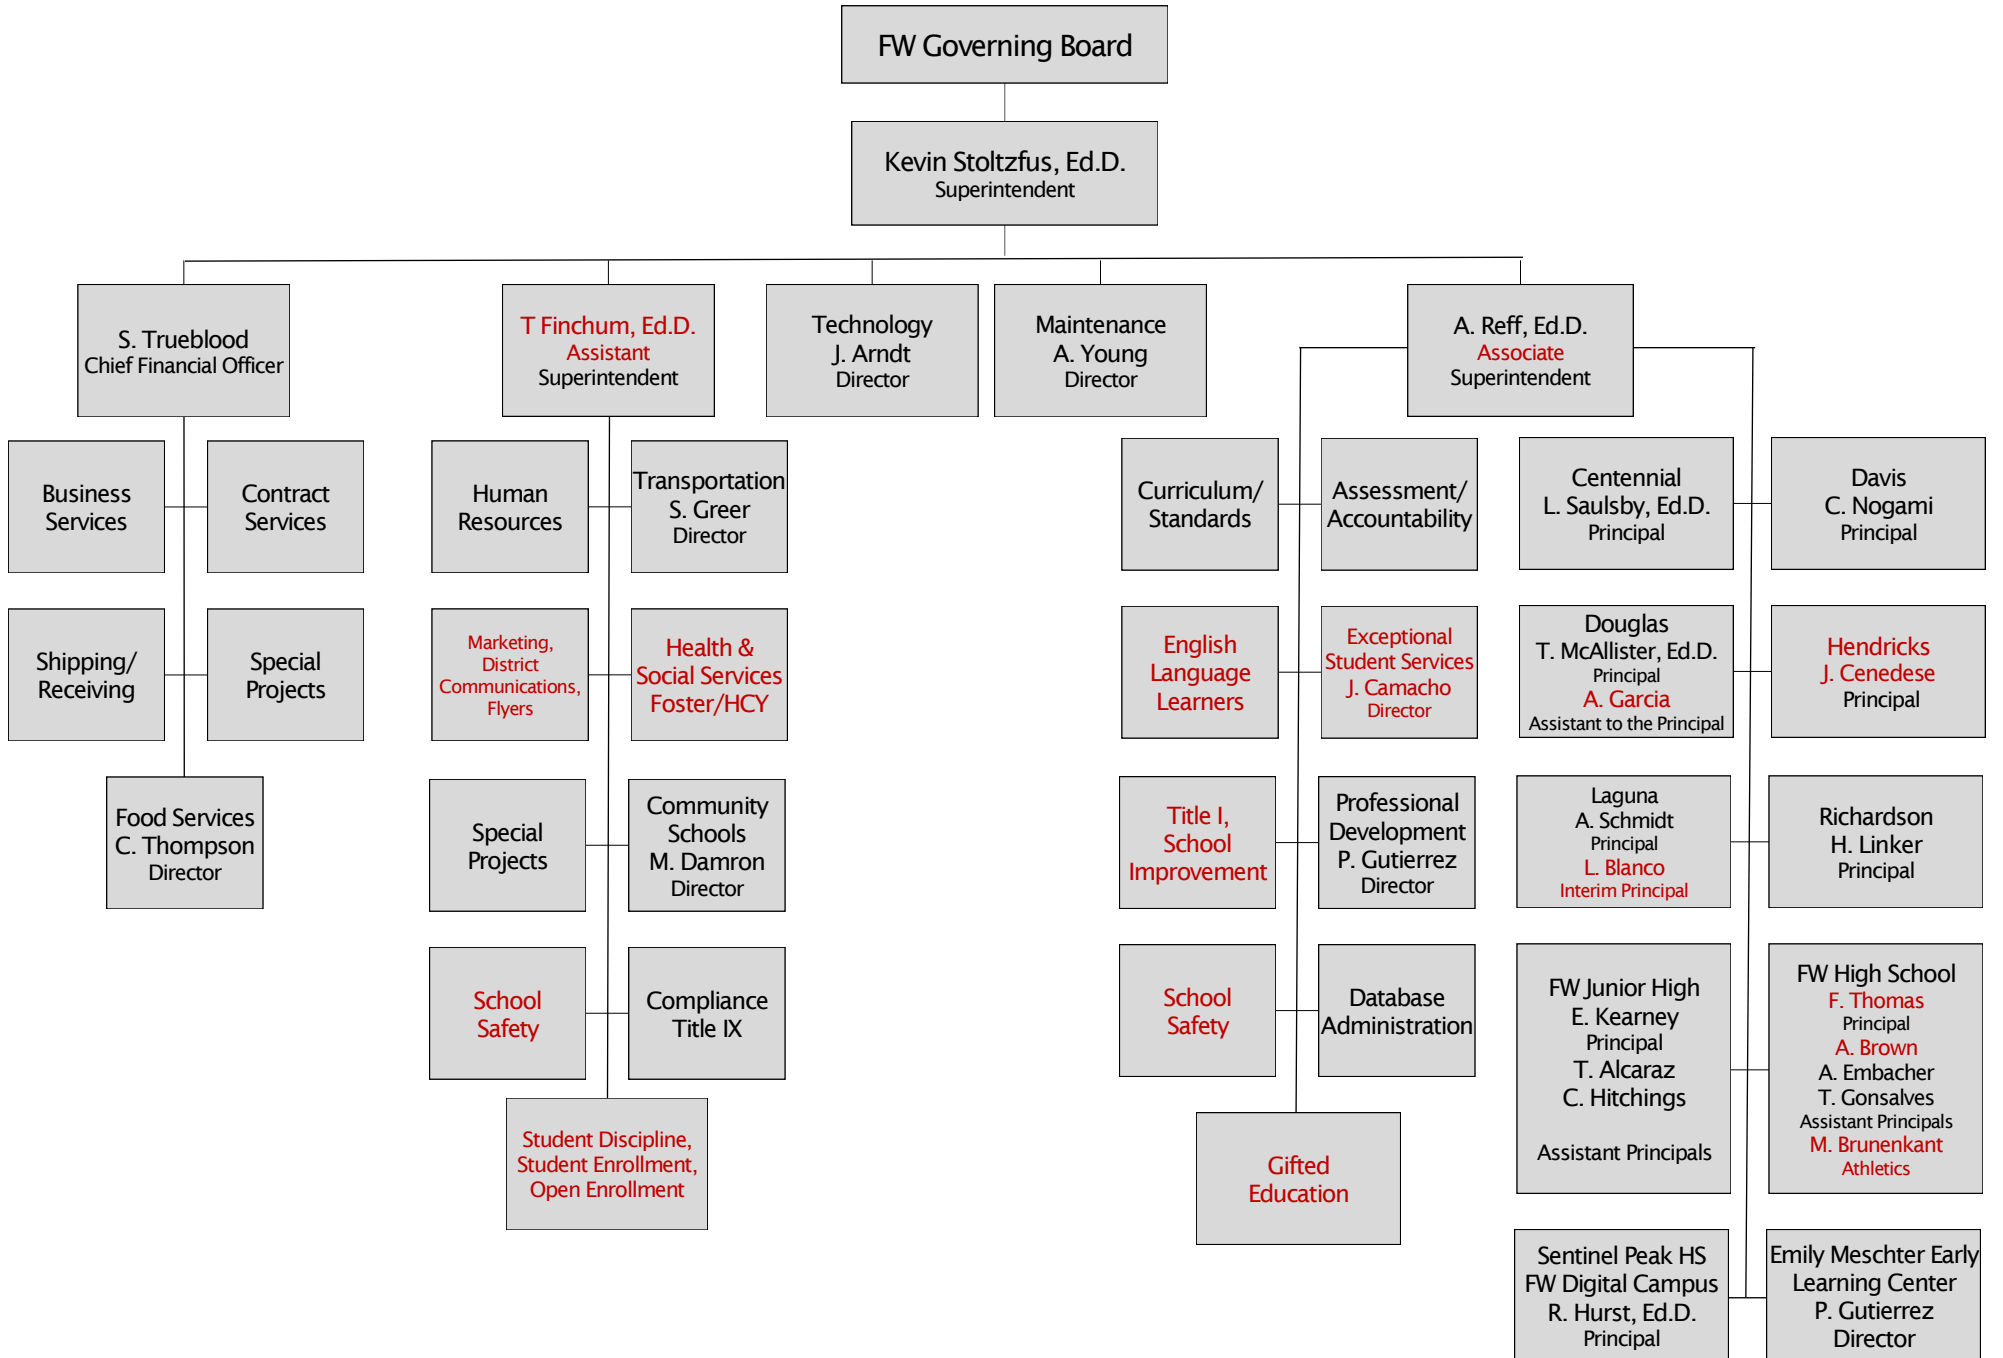 FW Governing Board
Kevin Stoltzfus, Ed.D.
Superintendent
S. Trueblood
Chief Financial Officer
T Finchum, Ed.D.
Assistant
Superintendent
Technology
J. Arndt
Director
Maintenance
A. Young
Director
A. Reff, Ed.D.
Associate
Superintendent
Business
Services
Contract
Services
Human
Resources
Transportation
S. Greer
Director
Curriculum/
Standards
Assessment/
Accountability
Centennial
L. Saulsby, Ed.D.
Principal
Davis
C. Nogami
Principal
Shipping/
Receiving
Special
Projects
Marketing,
District
Communications,
Flyers
Health &
Social Services
Foster/HCY
English
Language
Learners
Exceptional
Student Services
J. Camacho
Director
Douglas
T. McAllister, Ed.D.
Principal
A. Garcia
Assistant to the Principal
Hendricks
J. Cenedese
Principal
Food Services
C. Thompson
Director
Special
Projects
Community
Schools
M. Damron
Director
Title I,
School
Improvement
Professional
Development
P. Gutierrez
Director
Laguna
A. Schmidt
Principal
L. Blanco
Interim Principal
Richardson
H. Linker
Principal
School
Safety
Compliance
Title IX
School
Safety
Database
Administration
FW Junior High
E. Kearney
Principal
T. Alcaraz
C. Hitchings
Assistant Principals
FW High School
F. Thomas
Principal
A. Brown
A. Embacher
T. Gonsalves
Assistant Principals
M. Brunenkant
Athletics
Student Discipline,
Student Enrollment,
Open Enrollment
Gifted
Education
Sentinel Peak HS
FW Digital Campus
R. Hurst, Ed.D.
Principal
Emily Meschter Early
Learning Center
P. Gutierrez
Director